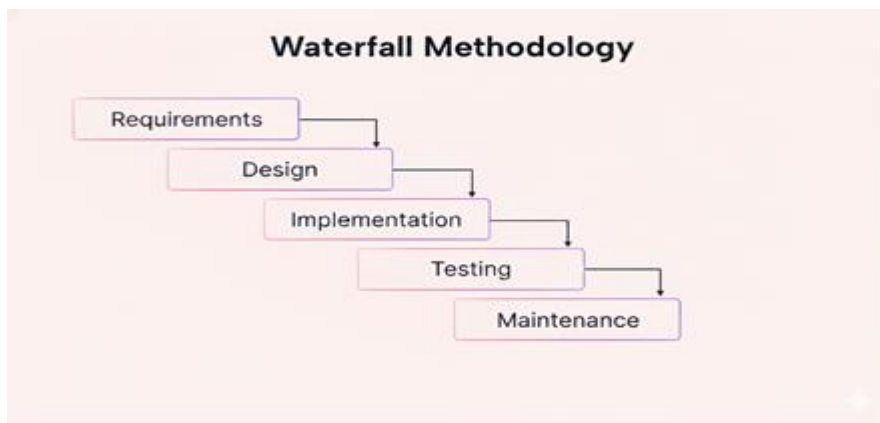 Waterfall Methodology
Requirements
Design
Implementation
Testing
Maintenance